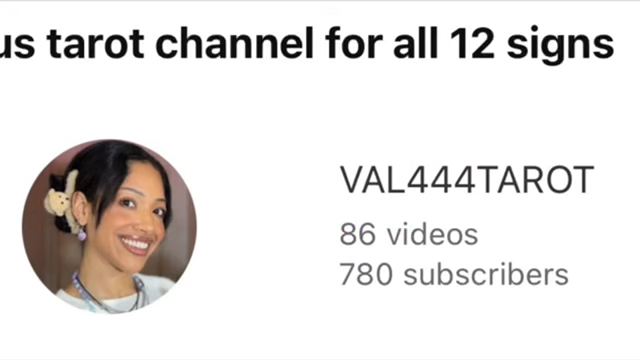 us tarot channel for all 12 signs
VAL444TAROT
86 videos
780 subscribers